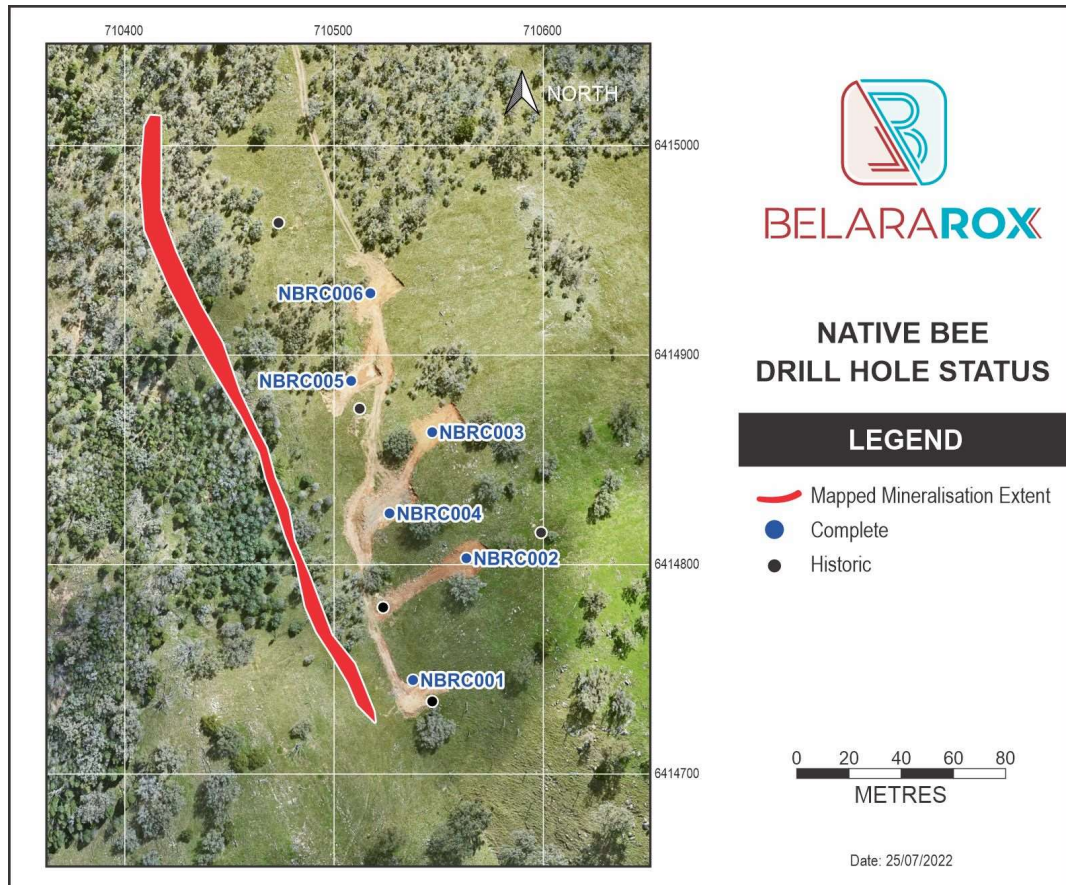 710400 710500 710600
NORTH
6415000
NBRC006
6414900
NBRC005
NBRC003
NBRC004
NBRC002
6414800
NBRC001
6414700
BELARAROX
NATIVE BEE
DRILL HOLE STATUS
LEGEND
Mapped Mineralisation Extent
Complete
Historic
0 20 40 60 80
METRES
Date: 25/07/2022